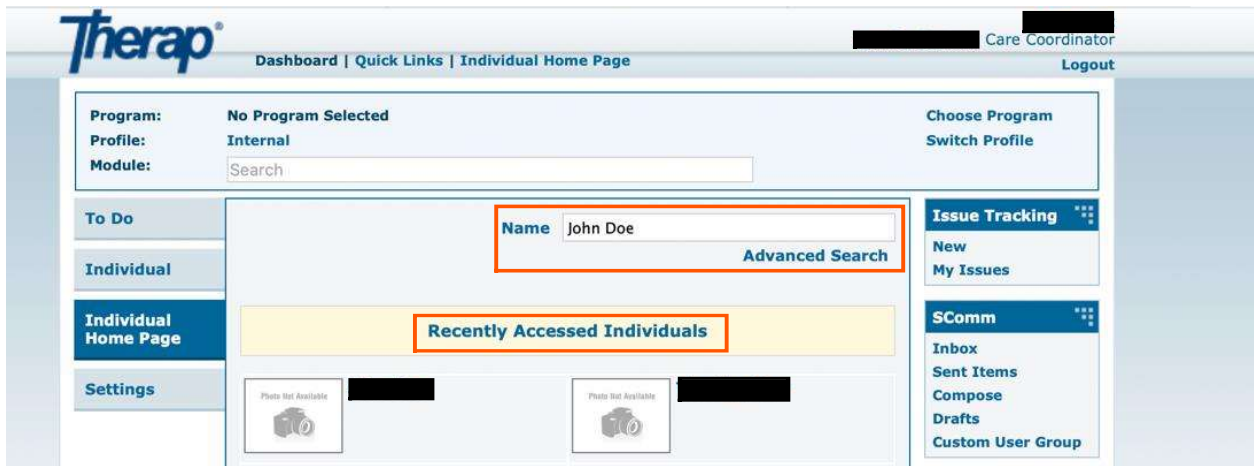 Therap®
Care Coordinator
Dashboard | Quick Links | Individual Home Page
Logout
Program: No Program Selected
Choose Program
Profile: Internal
Switch Profile
Module: Search
To Do
Individual
Individual
Home Page
Settings
Name John Doe
Advanced Search
Recently Accessed Individuals
Photo Not Available
Photo Not Available
Issue Tracking
New
My Issues
SComm
Inbox
Sent Items
Compose
Drafts
Custom User Group